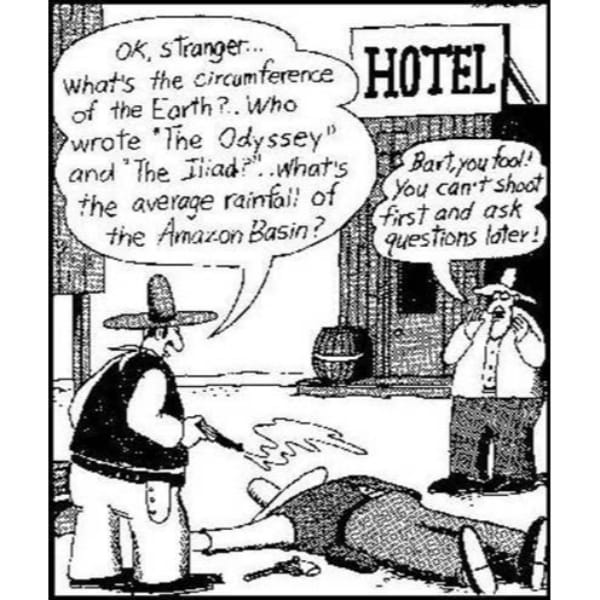 OK, stranger...
What's the circumference
of the Earth?..Who
wrote "The Odyssey"
and "The Iliad?"..What's
the average rainfall of
the Amazon Basin?
HOTEL
Bart, you fool!
You can't shoot
first and ask
questions later!